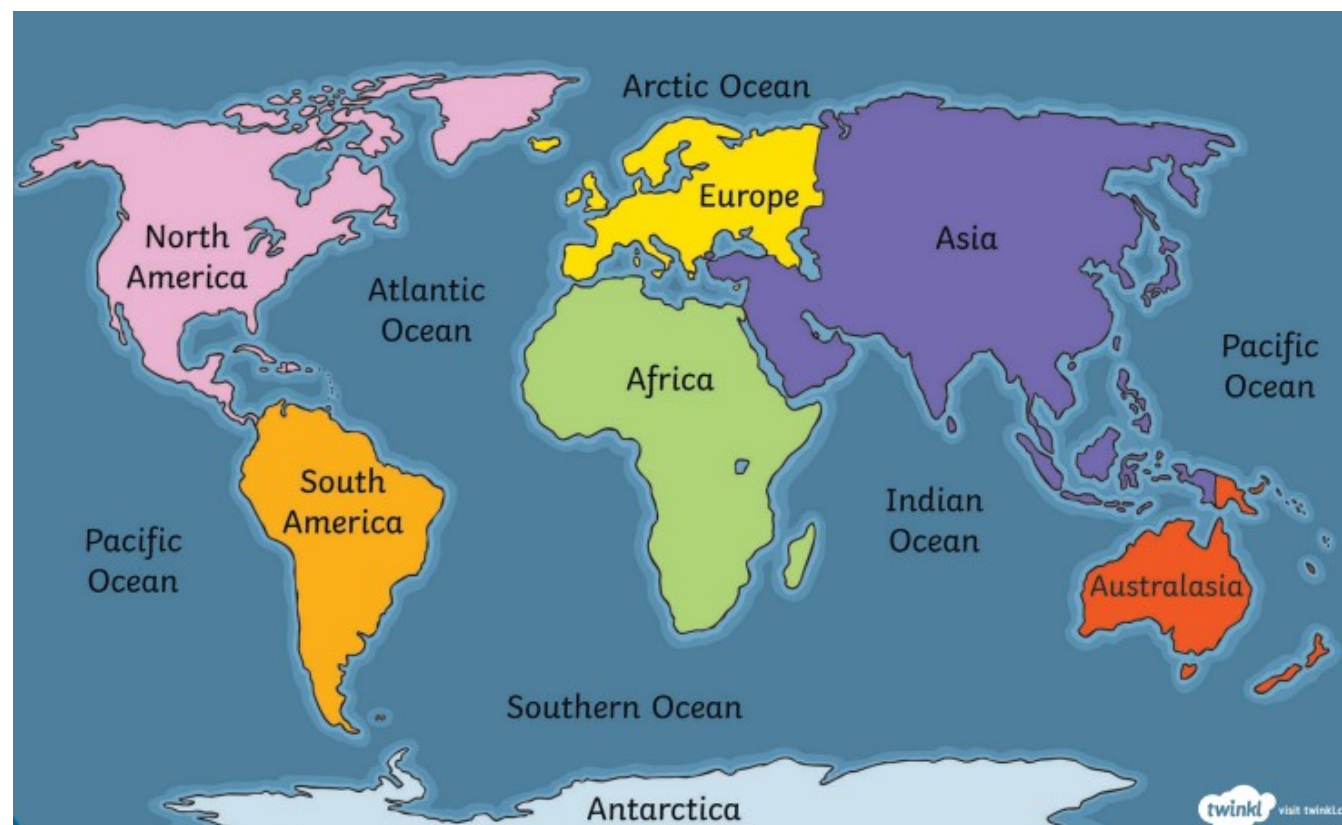 Arctic Ocean
Europe
North
America
Asia
Atlantic
Ocean
Pacific
Ocean
Africa
South
America
Indian
Ocean
Pacific
Ocean
Australasia
Southern Ocean
Antarctica
twinkl
visit